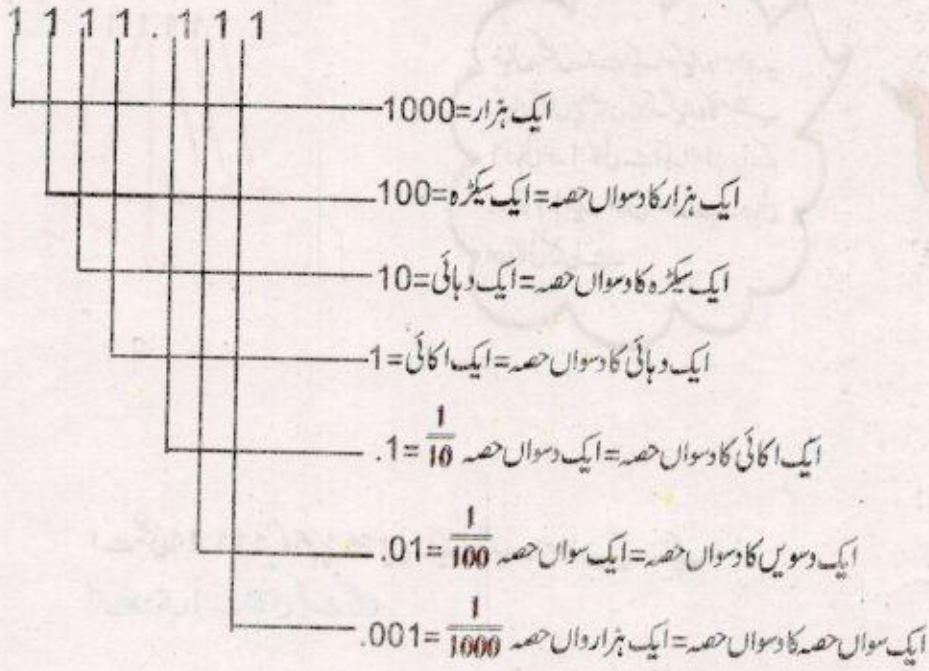 1 1 1 1 . 1 1 1
ایک ہزار=1000
ایک ہزار کا دسواں حصہ=ایک سیکڑہ=100
ایک سیکڑہ کا دسواں حصہ=ایک دہائی=10
ایک دہائی کا دسواں حصہ=ایک اکائی=1
ایک اکائی کا دسواں حصہ=ایک دسواں حصہ 1/10=.1
ایک دسویں کا دسواں حصہ=ایک سواں حصہ 1/100=.01
ایک سواں حصہ کا دسواں حصہ=ایک ہزارواں حصہ 1/1000=.001